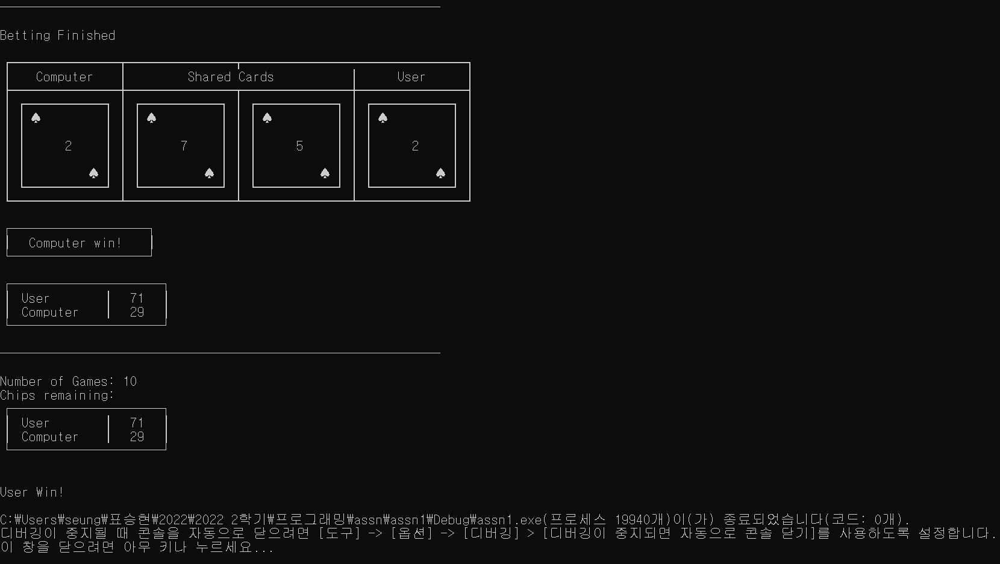 Betting Finished
Computer Shared Cards User
♠ ♠ ♠ ♠
2 7 5 2
♠ ♠ ♠ ♠
Computer win!
User 71
Computer 29
Number of Games: 10
Chips remaining:
User 71
Computer 29
User Win!
C:₩Users₩seung₩표승현₩2022₩2022 2학기₩프로그래밍₩assn₩assn1₩Debug₩assn1.exe(프로세스 19940개)이(가) 종료되었습니다(코드: 0개).
디버깅이 중지될 때 콘솔을 자동으로 닫으려면 [도구] -> [옵션] -> [디버깅] > [디버깅이 중지되면 자동으로 콘솔 닫기]를 사용하도록 설정합니다.
이 창을 닫으려면 아무 키나 누르세요...